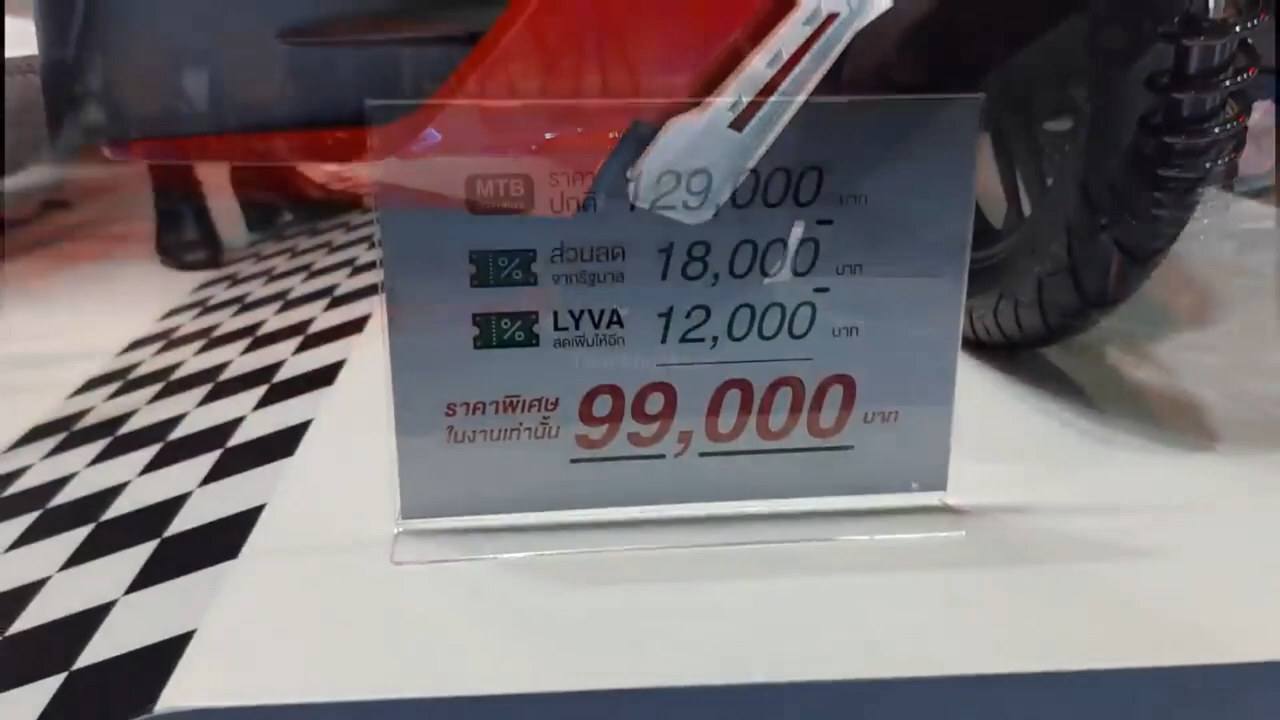 MTB ราคา ปกติ 129,000 บาท
ส่วนลด จากรัฐบาล 18,000 บาท
LYVA ลดเพิ่มให้อีก 12,000 บาท
ราคาพิเศษ ในงานเท่านั้น 99,000 บาท